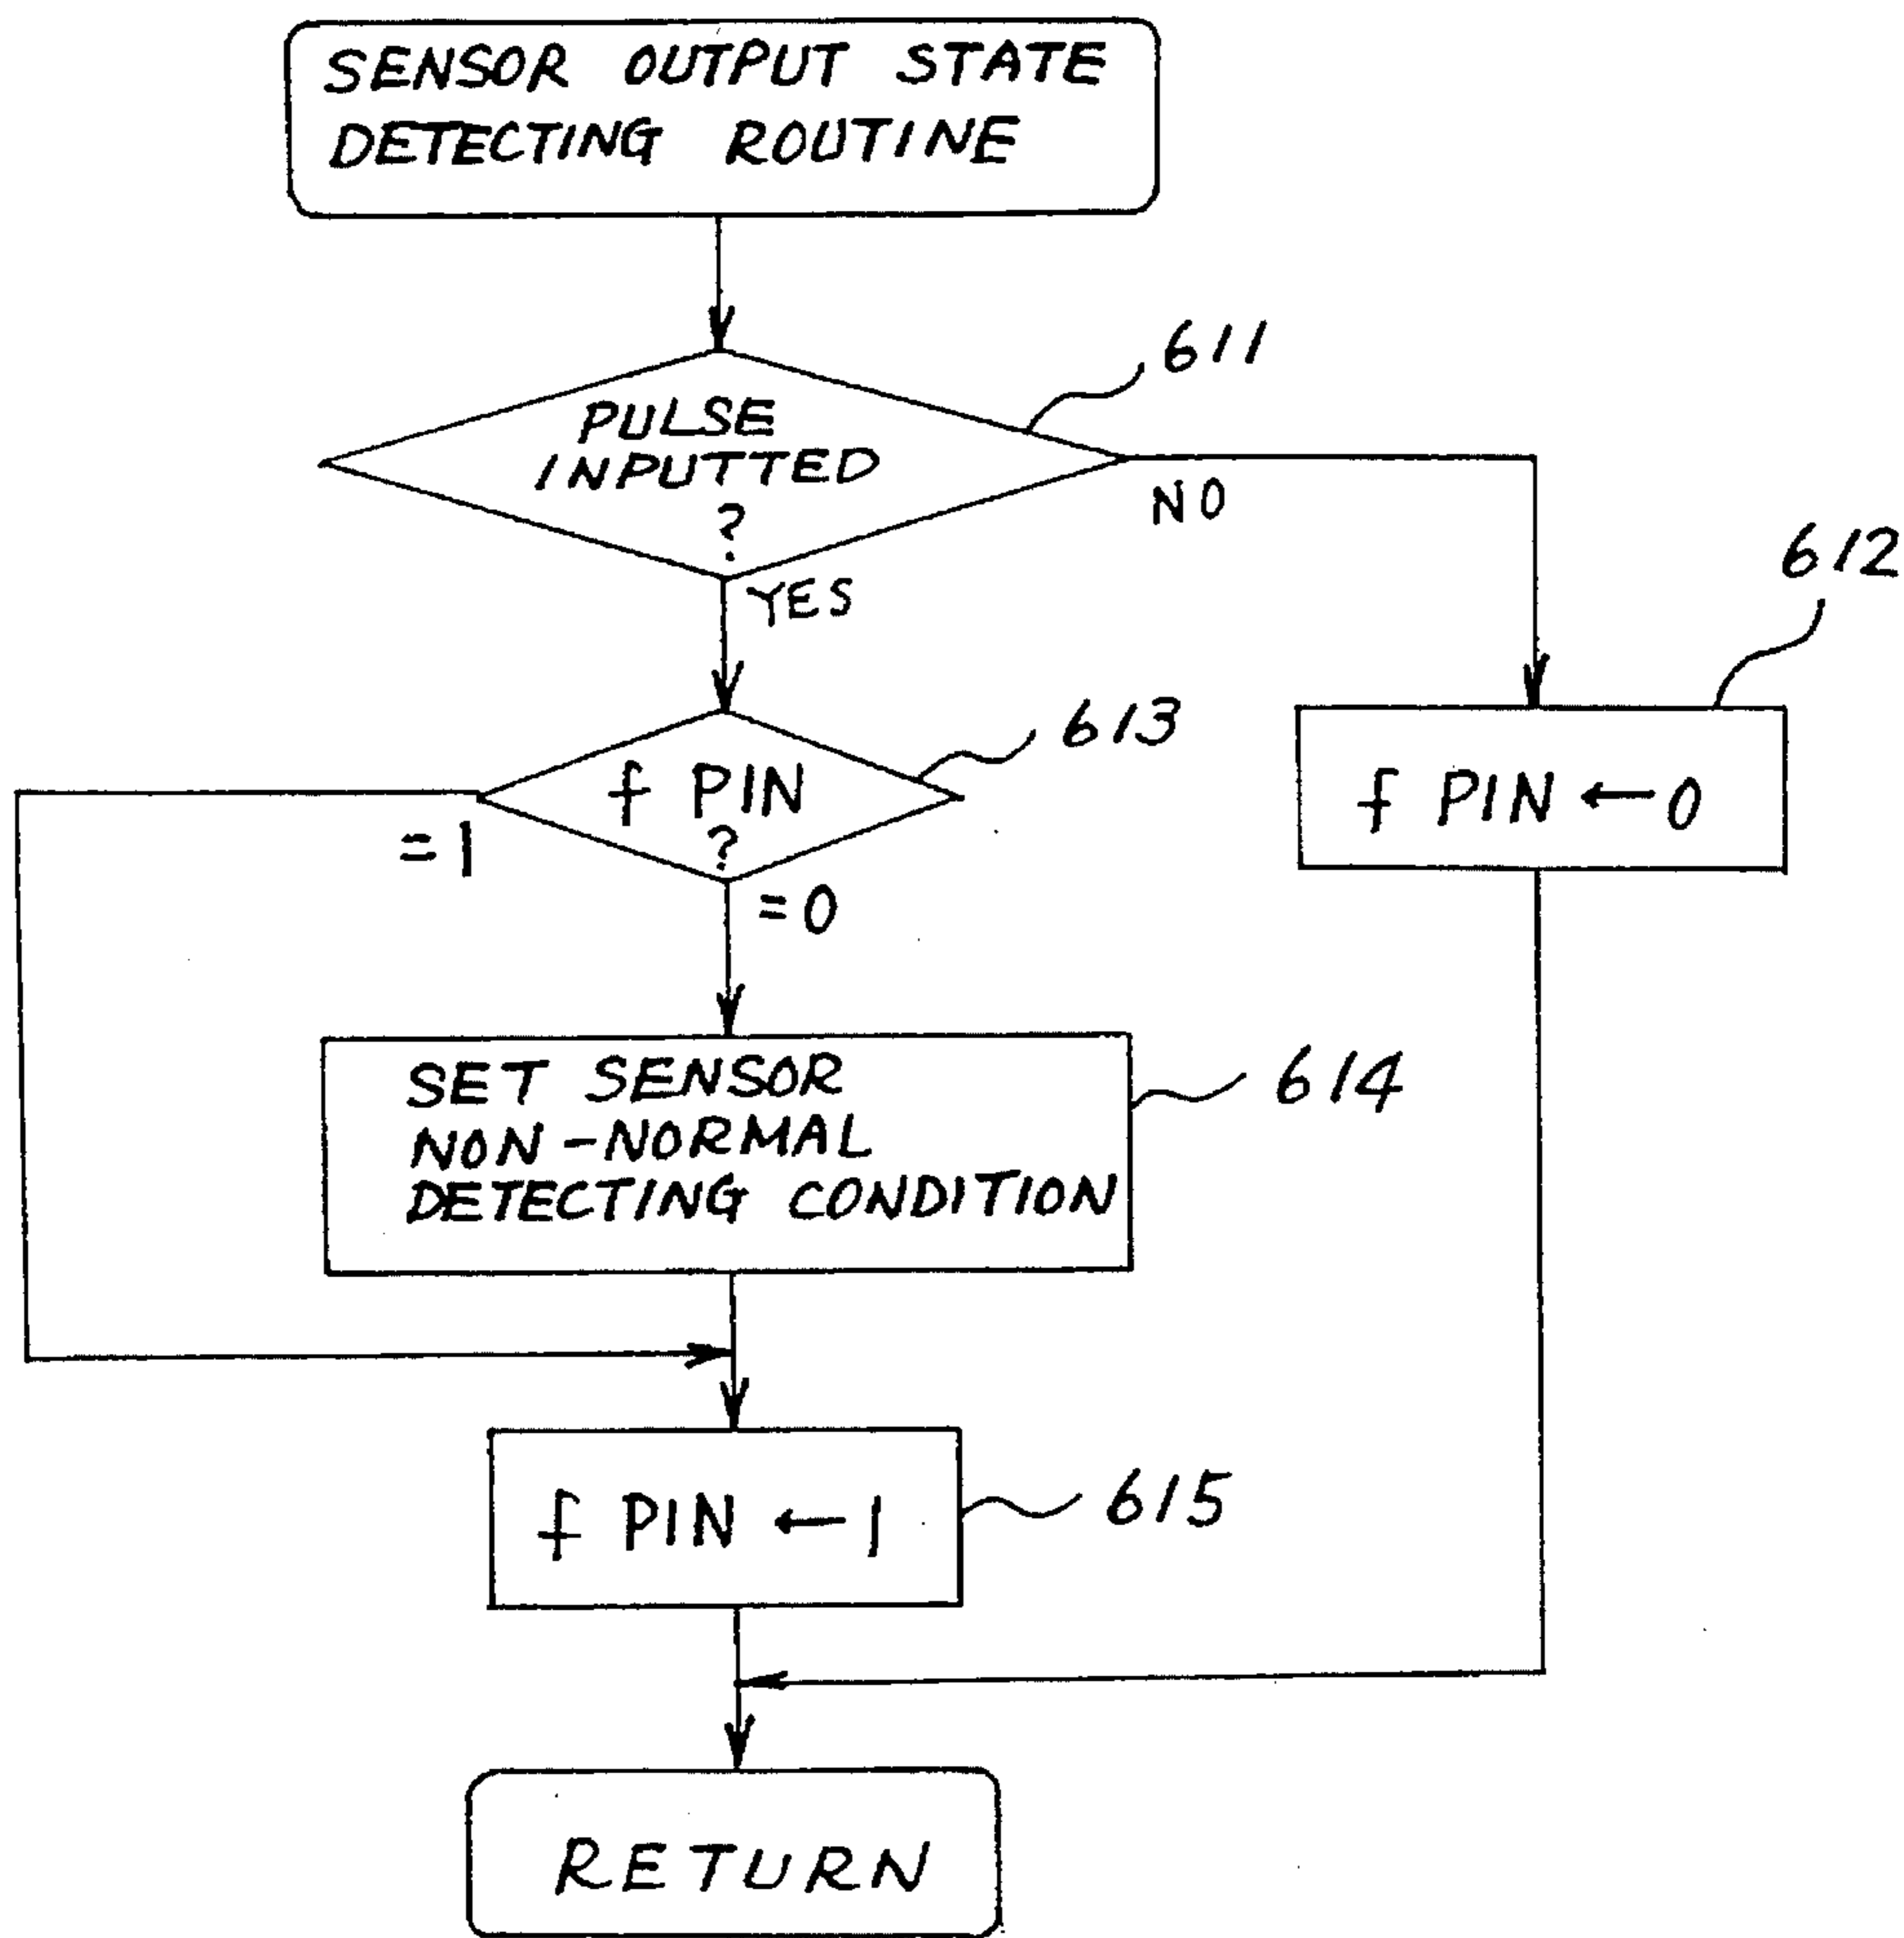 SENSOR OUTPUT STATE
DETECTING ROUTINE
611
PULSE
INPUTTED
?
NO
YES
612
613
f PIN
?
=1
=0
f PIN ← 0
SET SENSOR
NON-NORMAL
DETECTING CONDITION
614
f PIN ← 1
615
RETURN